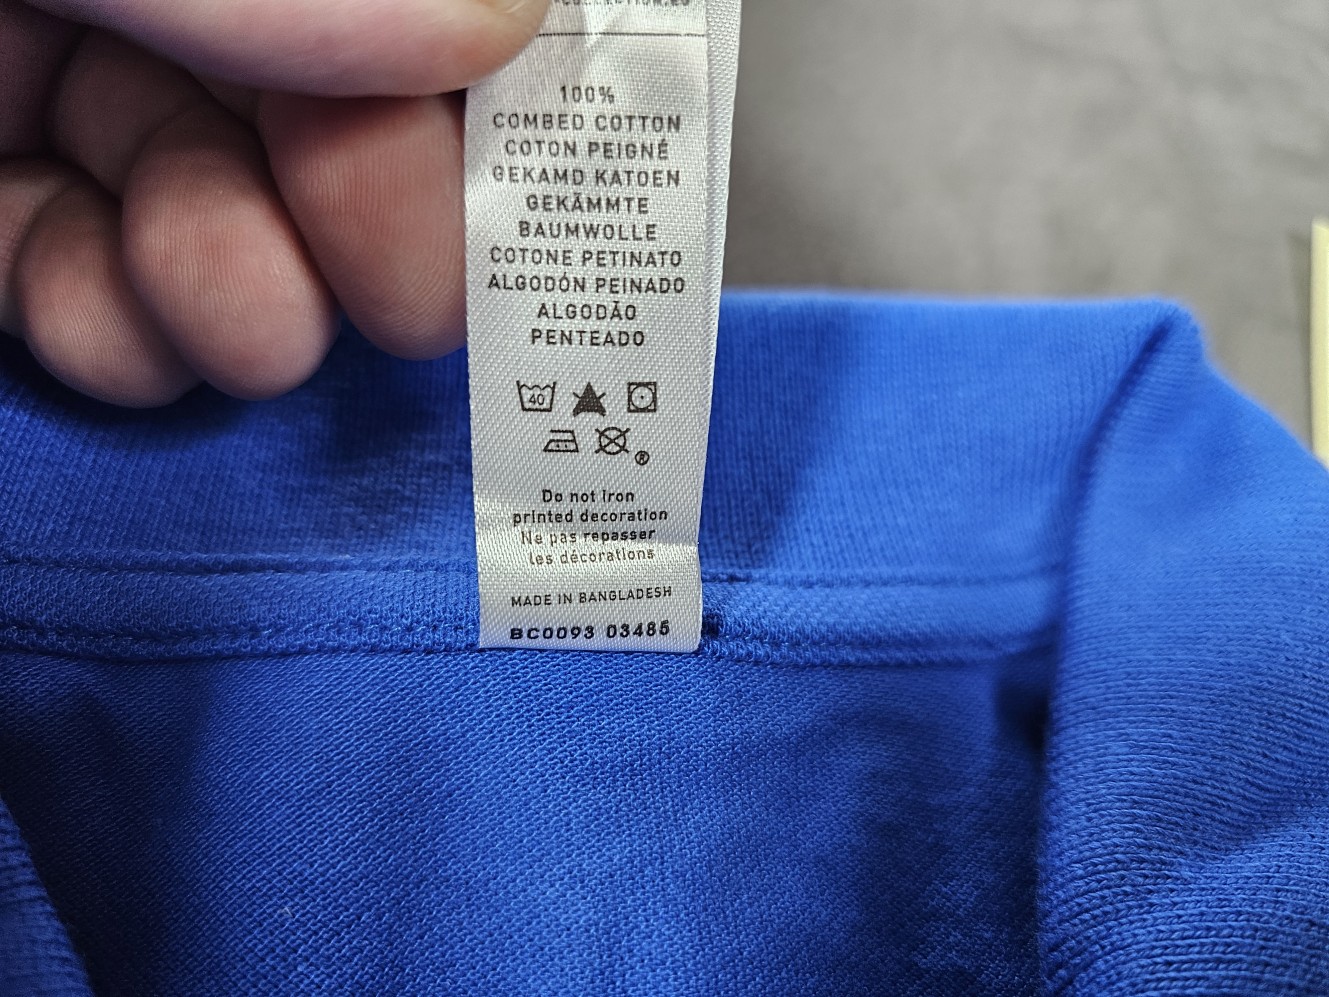 100%
COMBED COTTON
COTON PEIGNÉ
GEKAMD KATOEN
GEKÄMMTE
BAUMWOLLE
COTONE PETINATO
ALGODÓN PEINADO
ALGODÃO
PENTEADO
40
®
Do not iron
printed decoration
Ne pas repasser
les décorations
MADE IN BANGLADESH
BC0093 03485